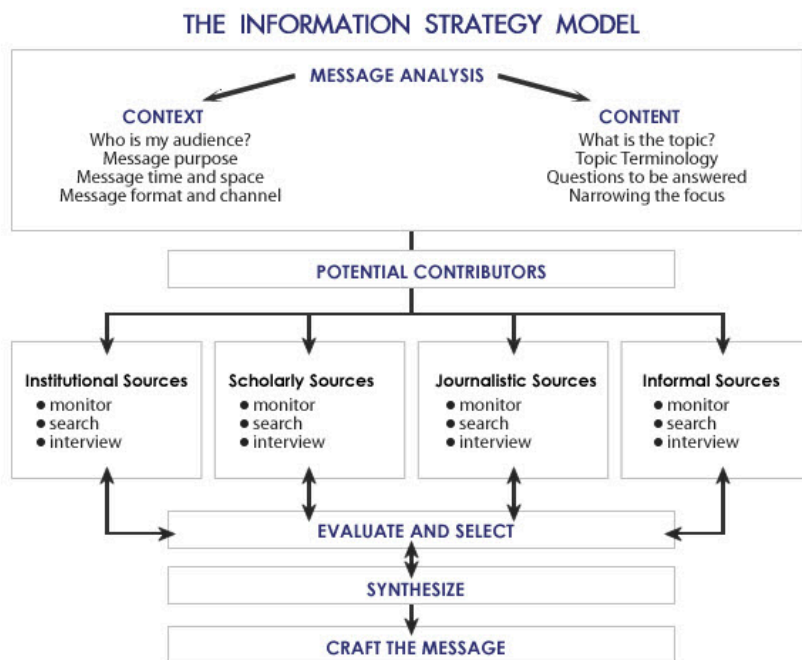 THE INFORMATION STRATEGY MODEL
MESSAGE ANALYSIS
CONTEXT
Who is my audience?
Message purpose
Message time and space
Message format and channel
CONTENT
What is the topic?
Topic Terminology
Questions to be answered
Narrowing the focus
POTENTIAL CONTRIBUTORS
Institutional Sources
• monitor
• search
• interview
Scholarly Sources
• monitor
• search
• interview
Journalistic Sources
• monitor
• search
• interview
Informal Sources
• monitor
• search
• interview
EVALUATE AND SELECT
SYNTHESIZE
CRAFT THE MESSAGE